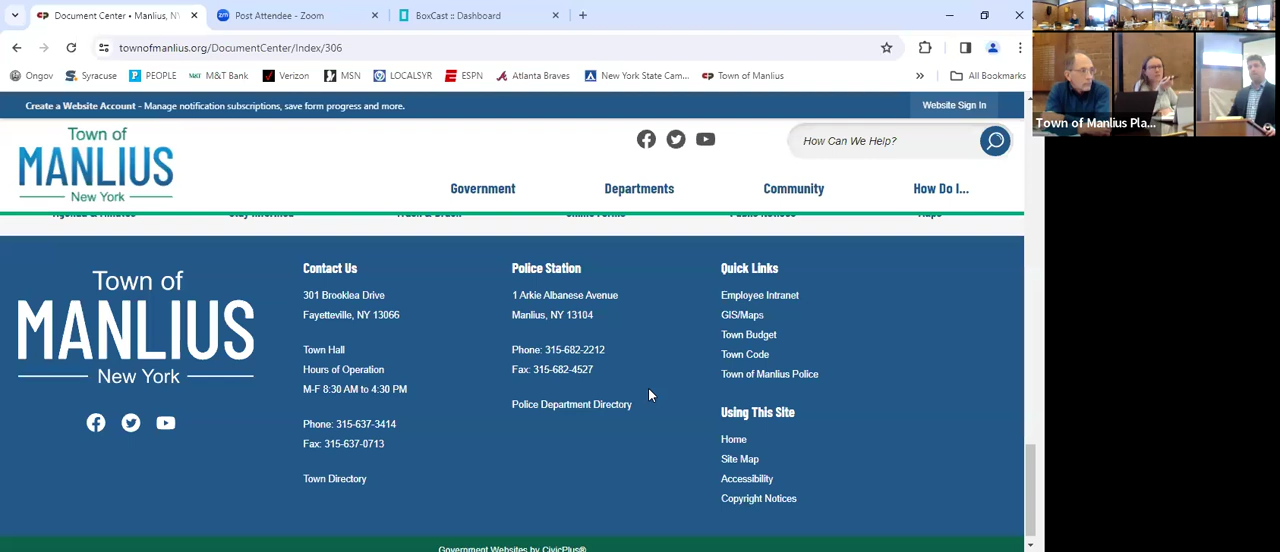 Document Center • Manlius, NY
Post Attendee - Zoom
BoxCast :: Dashboard
townofmanlius.org/DocumentCenter/Index/306
Ongov
Syracuse
PEOPLE
M&T Bank
Verizon
MSN
LOCALSYR
ESPN
Atlanta Braves
New York State Cam...
Town of Manlius
All Bookmarks
Create a Website Account - Manage notification subscriptions, save form progress and more.
Website Sign In
Town of
MANLIUS
New York
How Can We Help?
Government
Departments
Community
How Do I...
Town of
MANLIUS
New York
Contact Us
301 Brooklea Drive
Fayetteville, NY 13066
Town Hall
Hours of Operation
M-F 8:30 AM to 4:30 PM
Phone: 315-637-3414
Fax: 315-637-0713
Town Directory
Police Station
1 Arkie Albanese Avenue
Manlius, NY 13104
Phone: 315-682-2212
Fax: 315-682-4527
Police Department Directory
Quick Links
Employee Intranet
GIS/Maps
Town Budget
Town Code
Town of Manlius Police
Using This Site
Home
Site Map
Accessibility
Copyright Notices
Government Websites by CivicPlus®
Town of Manlius Pla...